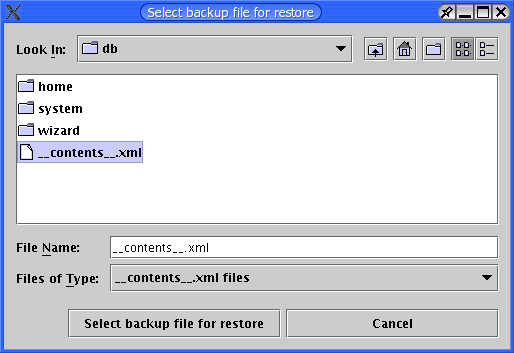 Select backup file for restore
Look In: db
home
system
wizard
__contents__.xml
File Name: __contents__.xml
Files of Type: __contents__.xml files
Select backup file for restore Cancel